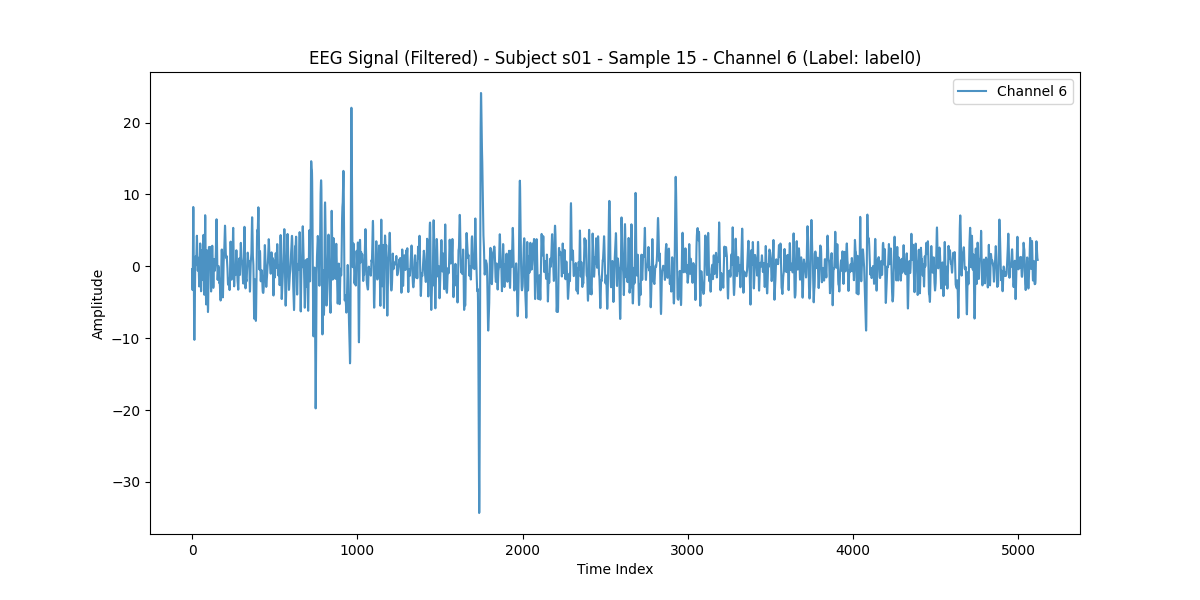 EEG Signal (Filtered) - Subject s01 - Sample 15 - Channel 6 (Label: label0)
Channel 6
20
10
0
−10
−20
−30
Amplitude
0 1000 2000 3000 4000 5000
Time Index